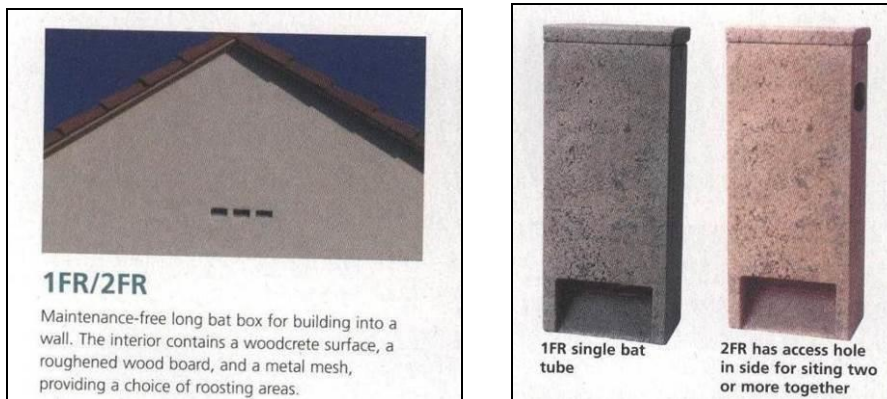 1FR/2FR
Maintenance-free long bat box for building into a
wall. The interior contains a woodcrete surface, a
roughened wood board, and a metal mesh,
providing a choice of roosting areas.
1FR single bat
tube
2FR has access hole
in side for siting two
or more together